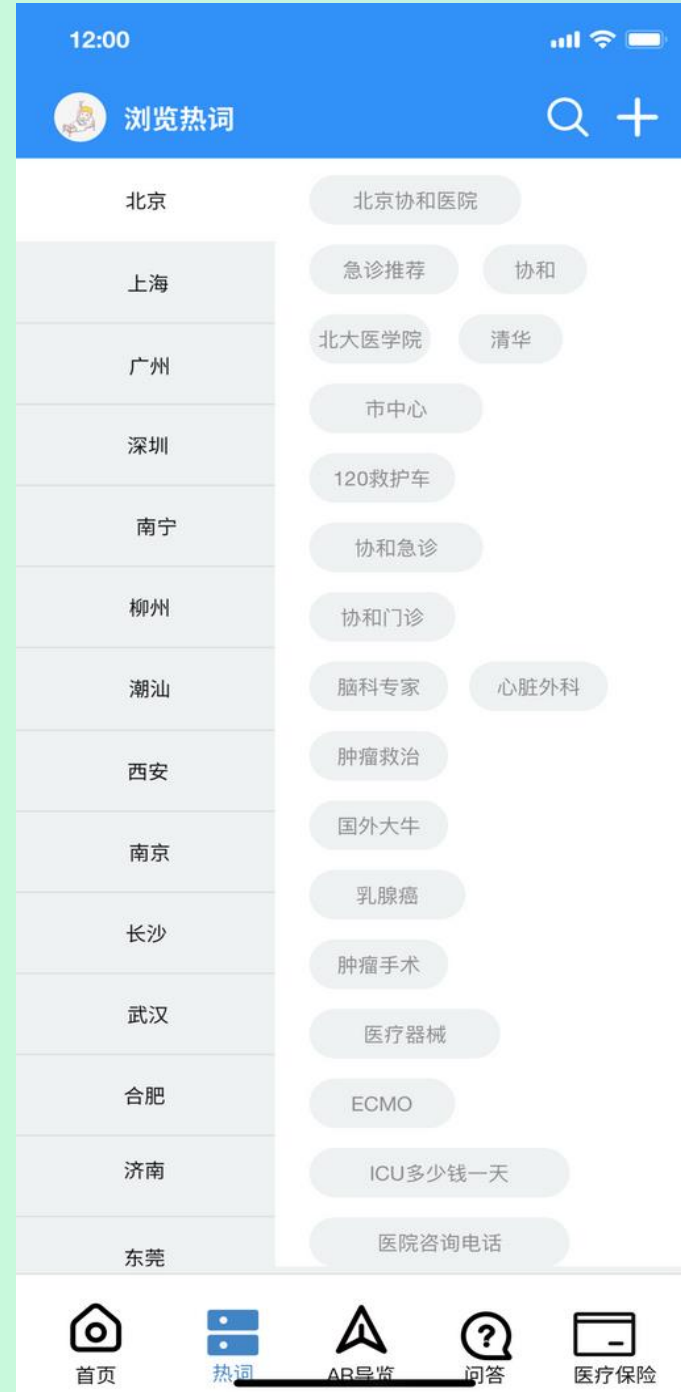 12:00
浏览热词
北京
上海
广州
深圳
南宁
柳州
潮汕
西安
南京
长沙
武汉
合肥
济南
东莞
北京协和医院
急诊推荐 协和
北大医学院 清华
市中心
120救护车
协和急诊
协和门诊
脑科专家 心脏外科
肿瘤救治
国外大牛
乳腺癌
肿瘤手术
医疗器械
ECMO
ICU多少钱一天
医院咨询电话
首页 热词 AR导览 问答 医疗保险